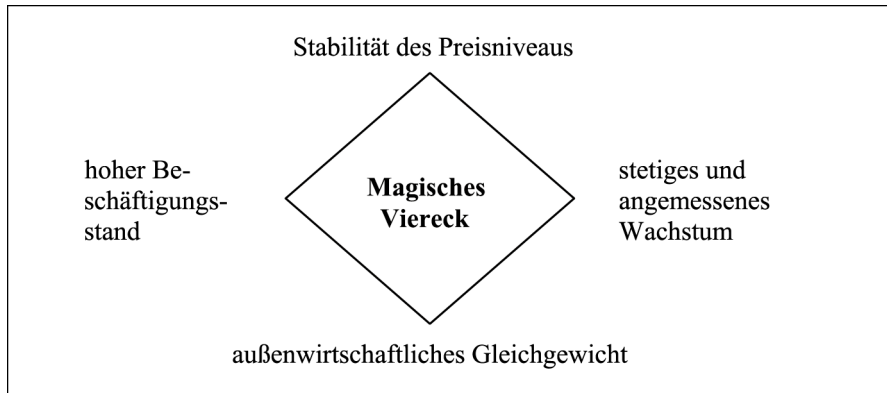 Stabilität des Preisniveaus
hoher Be-
schäftigungs-
stand
Magisches
Viereck
stetiges und
angemessenes
Wachstum
außenwirtschaftliches Gleichgewicht